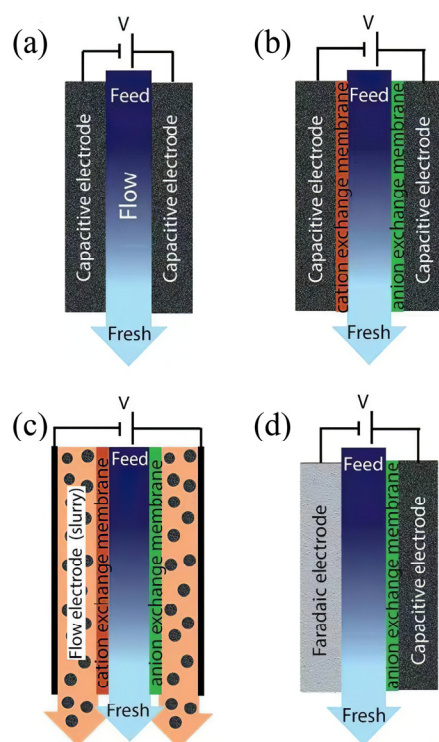 (a)
V
Feed
Capacitive electrode
Flow
Capacitive electrode
Fresh
(b)
V
Feed
Capacitive electrode
cation exchange membrane
anion exchange membrane
Capacitive electrode
Fresh
(c)
V
Feed
Flow electrode (slurry)
cation exchange membrane
anion exchange membrane
Fresh
(d)
V
Feed
Faradaic electrode
anion exchange membrane
Capacitive electrode
Fresh